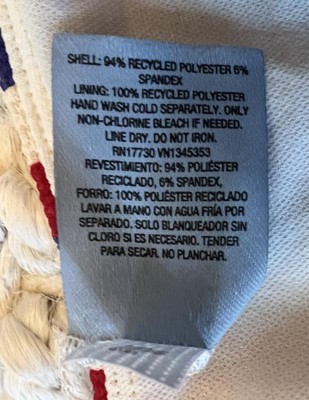 SHELL: 94% RECYCLED POLYESTER 6%
SPANDEX
LINING: 100% RECYCLED POLYESTER
HAND WASH COLD SEPARATELY. ONLY
NON-CHLORINE BLEACH IF NEEDED.
LINE DRY. DO NOT IRON.
RN17730 VN1345353
REVESTIMIENTO: 94% POLIÉSTER
RECICLADO, 6% SPANDEX,
FORRO: 100% POLIÉSTER RECICLADO
LAVAR A MANO CON AGUA FRÍA POR
SEPARADO. SOLO BLANQUEADOR SIN
CLORO SI ES NECESARIO. TENDER
PARA SECAR. NO PLANCHAR.